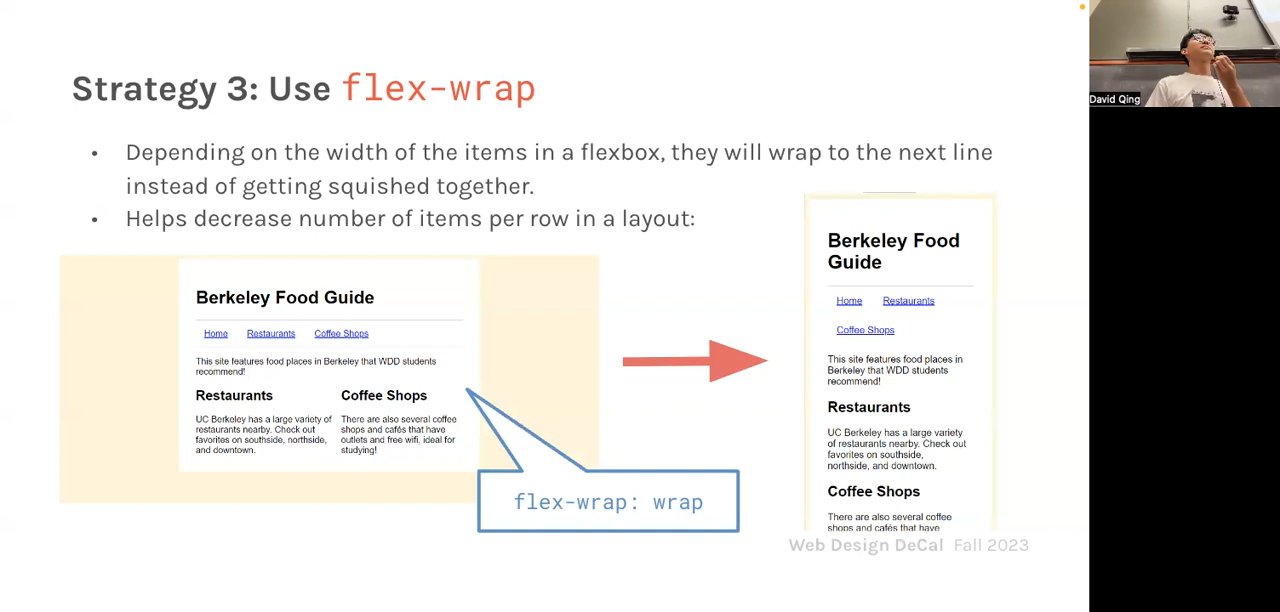 Strategy 3: Use flex-wrap
• Depending on the width of the items in a flexbox, they will wrap to the next line
instead of getting squished together.
• Helps decrease number of items per row in a layout:
Berkeley Food Guide
Home Restaurants Coffee Shops
This site features food places in Berkeley that WDD students
recommend!
Restaurants
UC Berkeley has a large variety of
restaurants nearby. Check out
favorites on southside, northside,
and downtown.
Coffee Shops
There are also several coffee
shops and cafés that have
outlets and free wifi, ideal for
studying!
flex-wrap: wrap
Berkeley Food
Guide
Home Restaurants
Coffee Shops
This site features food places in
Berkeley that WDD students
recommend!
Restaurants
UC Berkeley has a large variety
of restaurants nearby. Check out
favorites on southside,
northside, and downtown.
Coffee Shops
There are also several coffee
shops and cafés that have
Web Design DeCal Fall 2023
David Qing